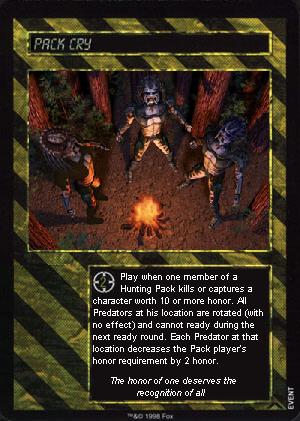 PACK CRY
Play when one member of a
Hunting Pack kills or captures a
character worth 10 or more honor. All
Predators at his location are rotated (with
no effect) and cannot ready during the
next ready round. Each Predator at that
location decreases the Pack player's
honor requirement by 2 honor.
The honor of one deserves the
recognition of all
EVENT
™&© 1998 Fox